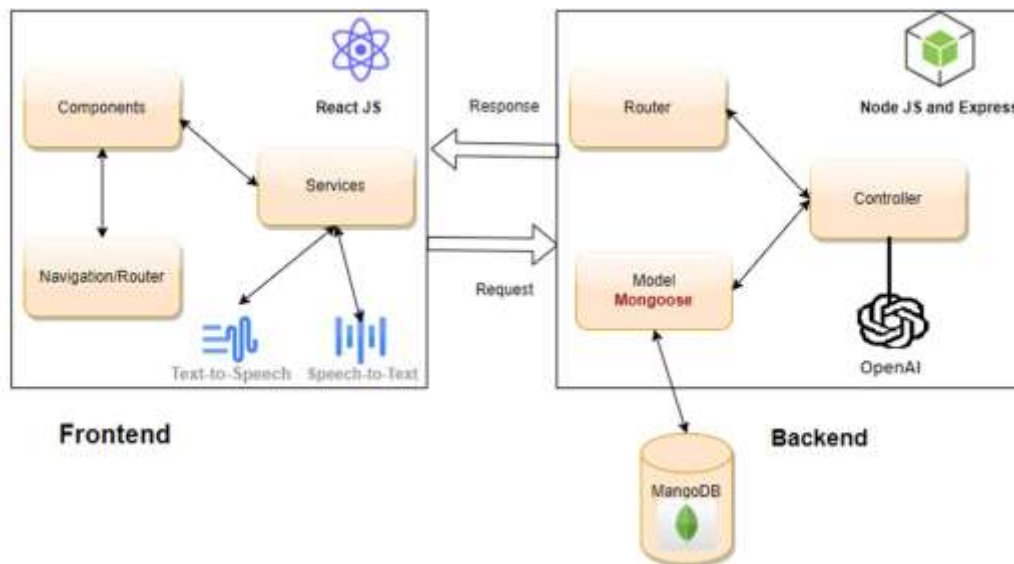 Components
React JS
Services
Navigation/Router
Text-to-Speech
Speech-to-Text
Frontend
Response
Request
Router
Node JS and Express
Controller
Model
Mongoose
OpenAI
Backend
MangoDB